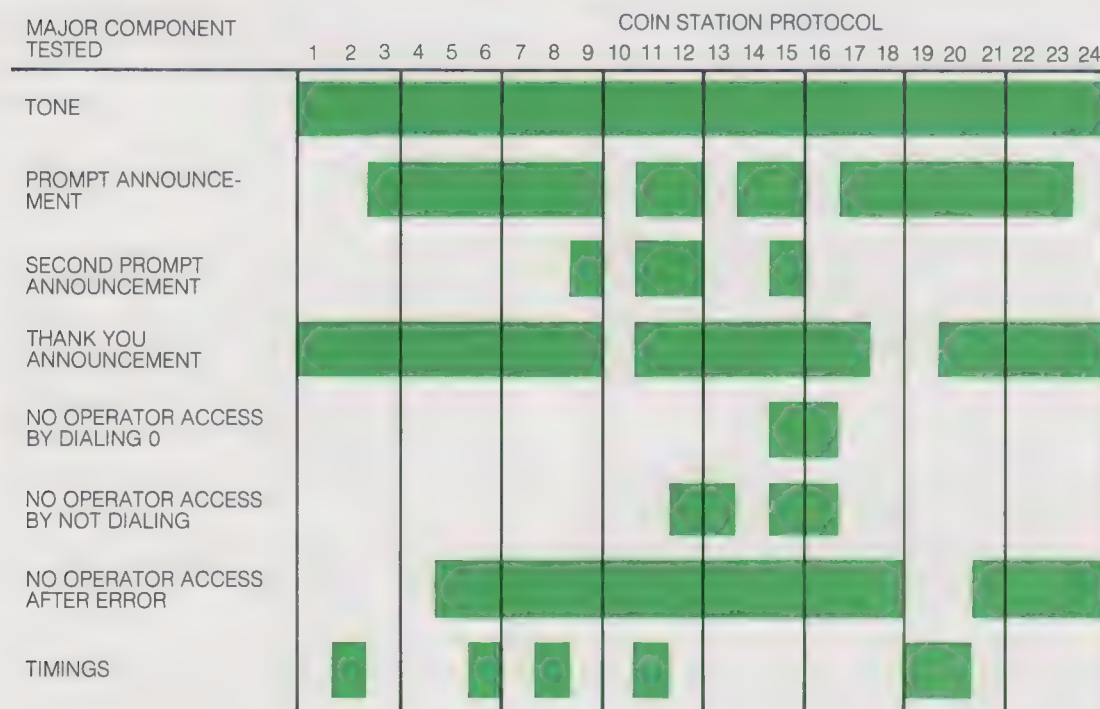 MAJOR COMPONENT
TESTED
COIN STATION PROTOCOL
1 2 3 4 5 6 7 8 9 10 11 12 13 14 15 16 17 18 19 20 21 22 23 24
TONE
PROMPT ANNOUNCE-
MENT
SECOND PROMPT
ANNOUNCEMENT
THANK YOU
ANNOUNCEMENT
NO OPERATOR ACCESS
BY DIALING 0
NO OPERATOR ACCESS
BY NOT DIALING
NO OPERATOR ACCESS
AFTER ERROR
TIMINGS